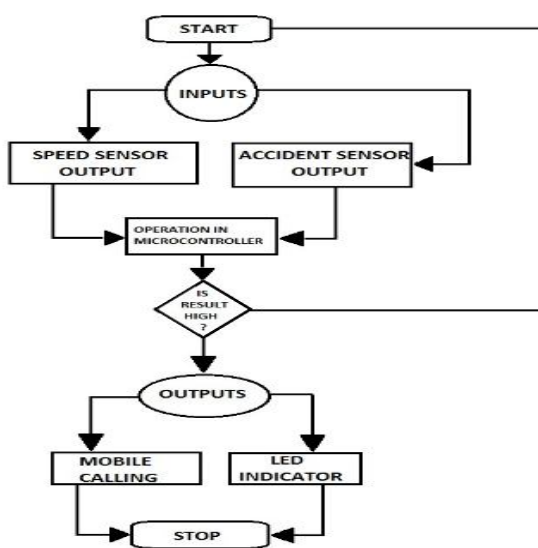 START
INPUTS
SPEED SENSOR
OUTPUT
ACCIDENT SENSOR
OUTPUT
OPERATION IN
MICROCONTROLLER
IS
RESULT
HIGH
?
OUTPUTS
MOBILE
CALLING
LED
INDICATOR
STOP